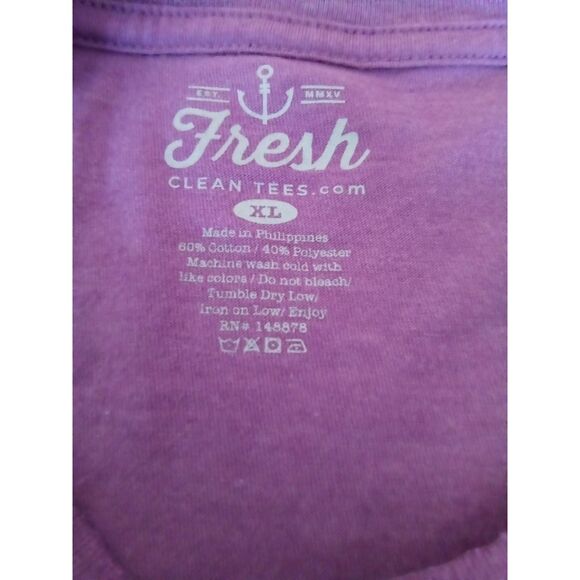 EST. MMXV
Fresh
CLEAN TEES.com
XL
Made in Philippines
60% Cotton / 40% Polyester
Machine wash cold with
like colors / Do not bleach/
Tumble Dry Low/
Iron on Low/ Enjoy
RN# 148878